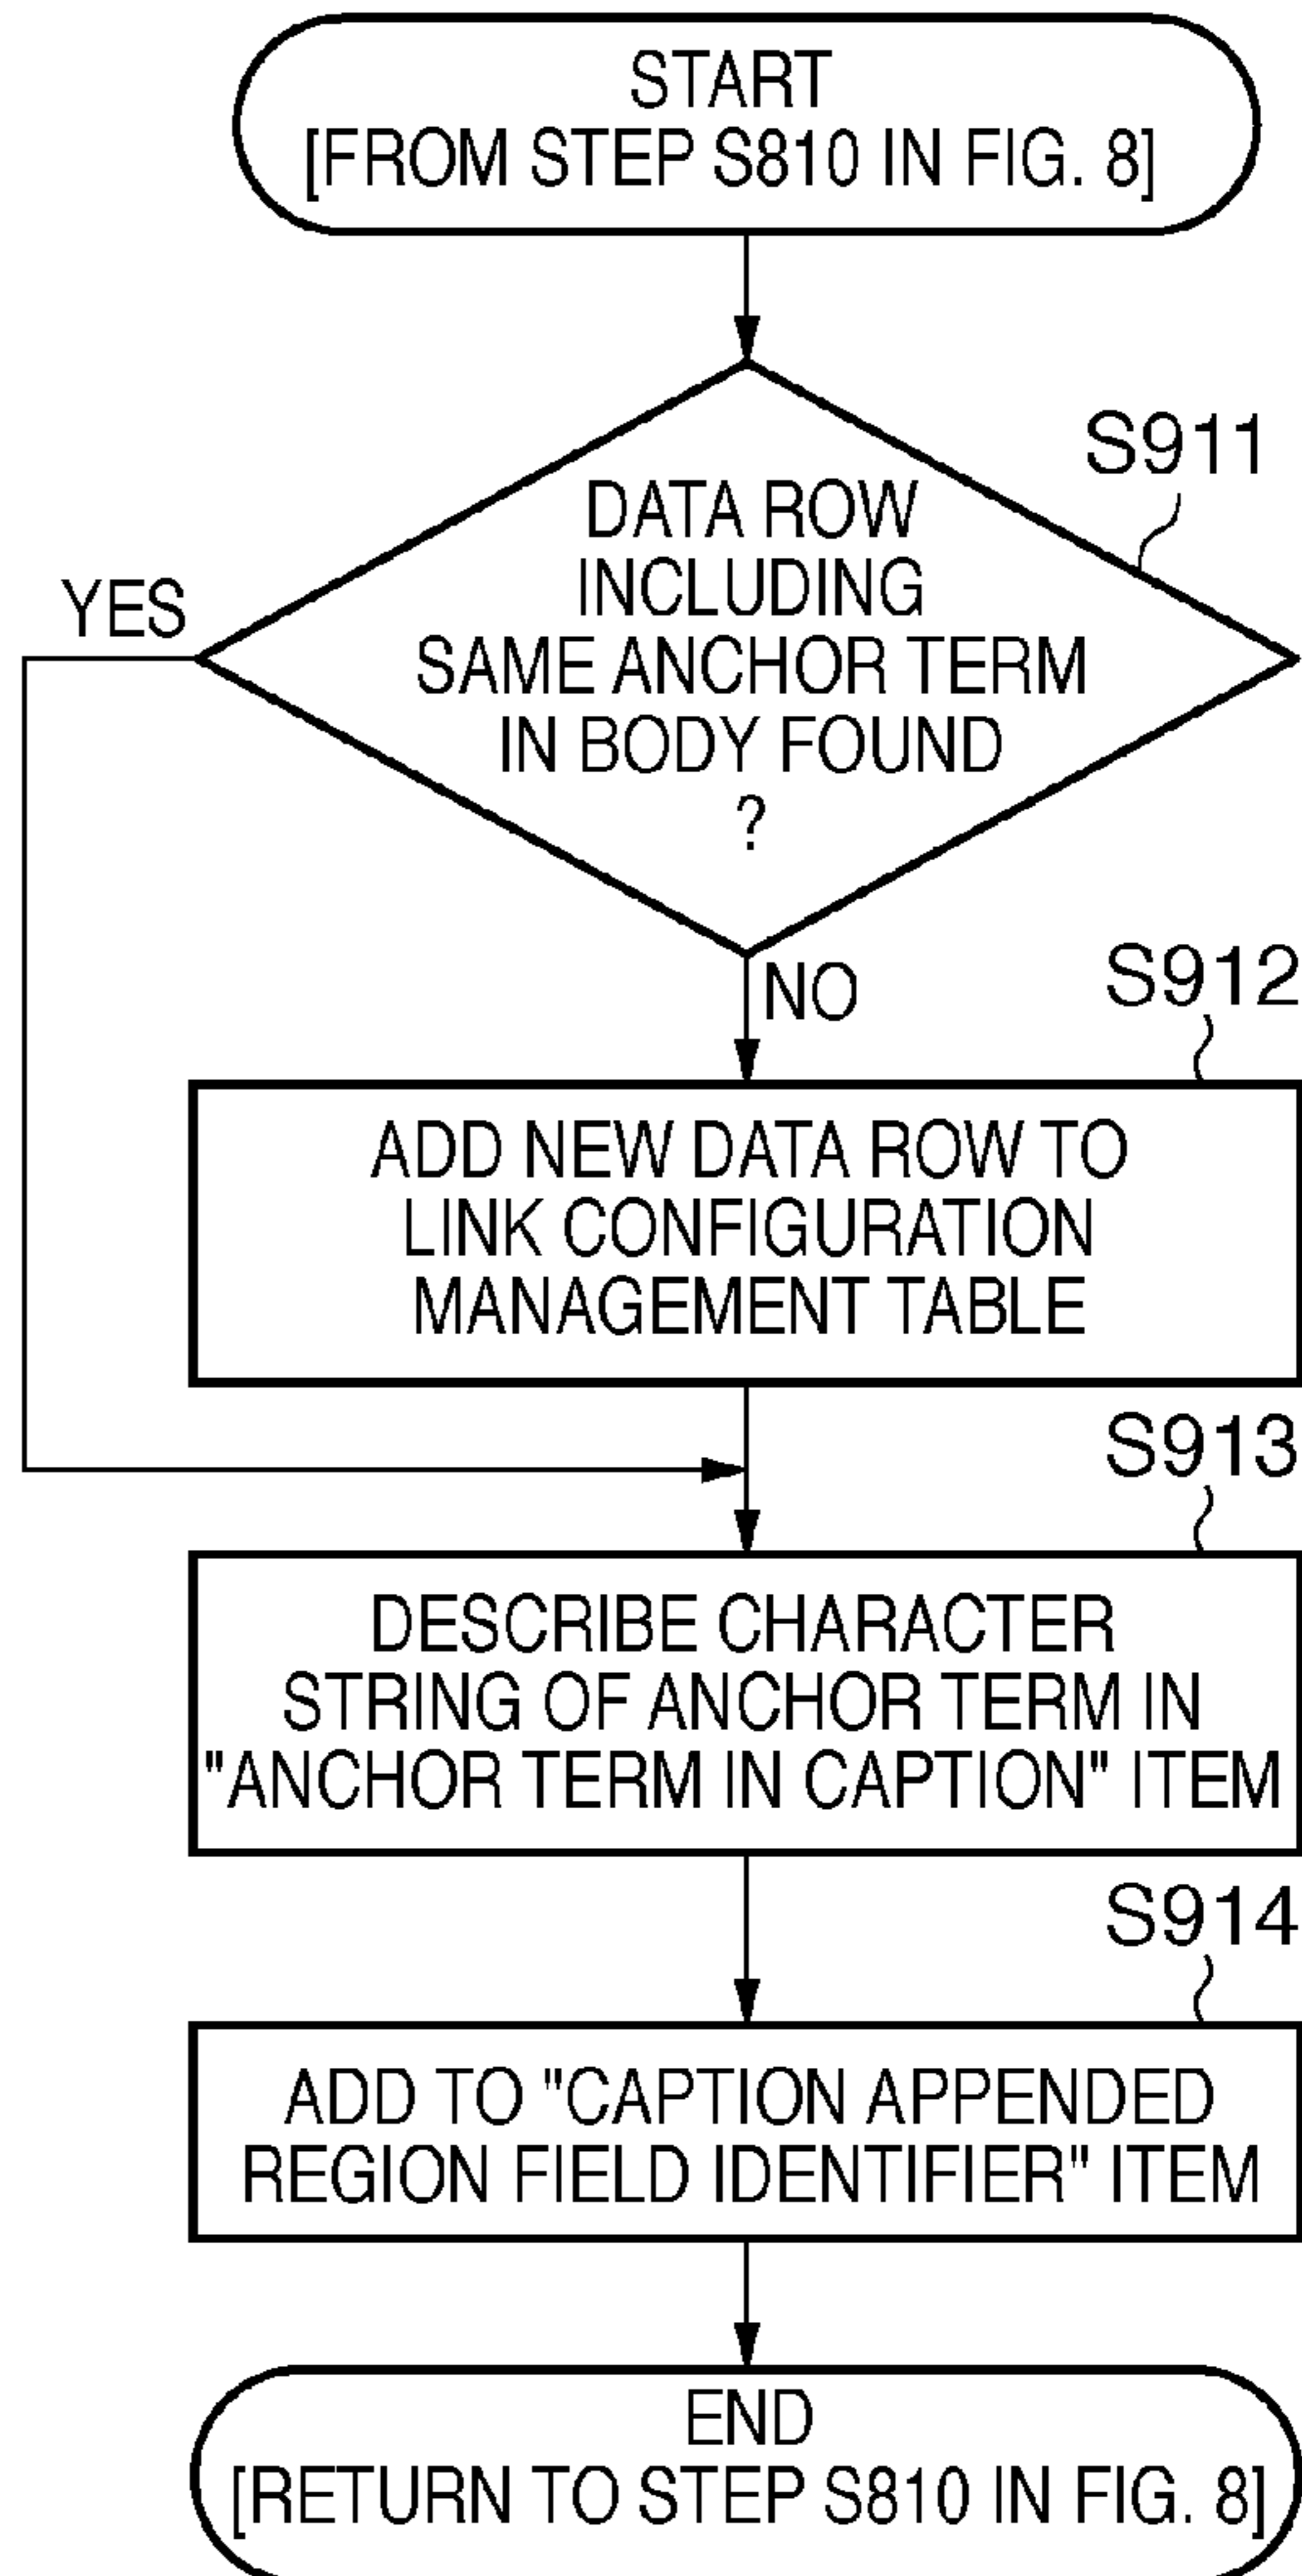 START
[FROM STEP S810 IN FIG. 8]
S911
DATA ROW
INCLUDING
SAME ANCHOR TERM
IN BODY FOUND
?
YES
NO
S912
ADD NEW DATA ROW TO
LINK CONFIGURATION
MANAGEMENT TABLE
S913
DESCRIBE CHARACTER
STRING OF ANCHOR TERM IN
"ANCHOR TERM IN CAPTION" ITEM
S914
ADD TO "CAPTION APPENDED
REGION FIELD IDENTIFIER" ITEM
END
[RETURN TO STEP S810 IN FIG. 8]